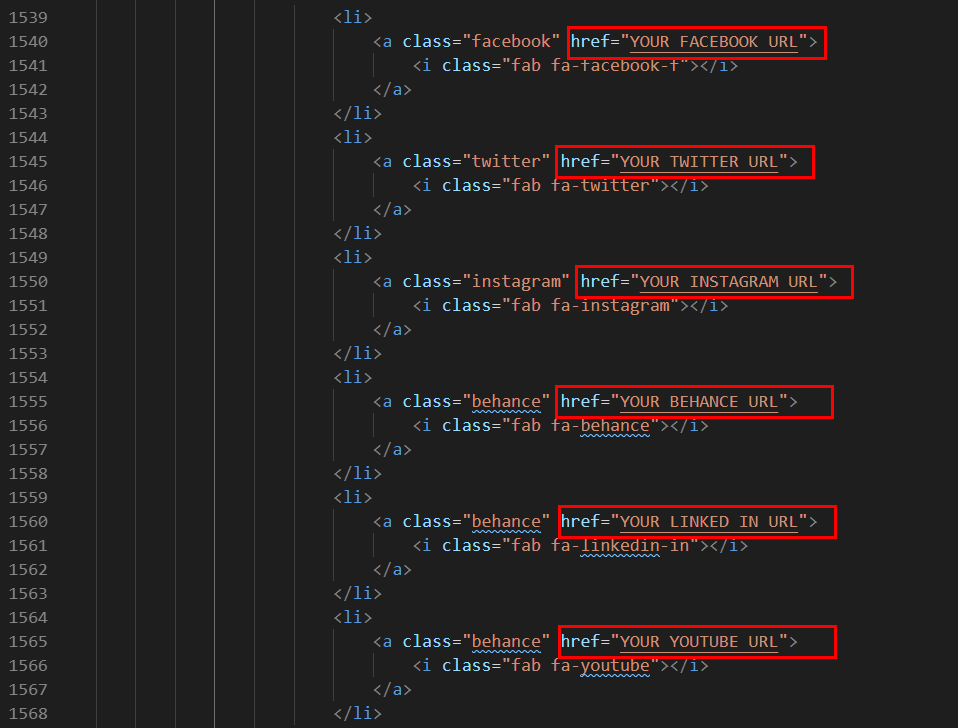 1539 <li>
1540 <a class="facebook" href="YOUR FACEBOOK URL">
1541 <i class="fab fa-facebook-f"></i>
1542 </a>
1543 </li>
1544 <li>
1545 <a class="twitter" href="YOUR TWITTER URL">
1546 <i class="fab fa-twitter"></i>
1547 </a>
1548 </li>
1549 <li>
1550 <a class="instagram" href="YOUR INSTAGRAM URL">
1551 <i class="fab fa-instagram"></i>
1552 </a>
1553 </li>
1554 <li>
1555 <a class="behance" href="YOUR BEHANCE URL">
1556 <i class="fab fa-behance"></i>
1557 </a>
1558 </li>
1559 <li>
1560 <a class="behance" href="YOUR LINKED IN URL">
1561 <i class="fab fa-linkedin-in"></i>
1562 </a>
1563 </li>
1564 <li>
1565 <a class="behance" href="YOUR YOUTUBE URL">
1566 <i class="fab fa-youtube"></i>
1567 </a>
1568 </li>